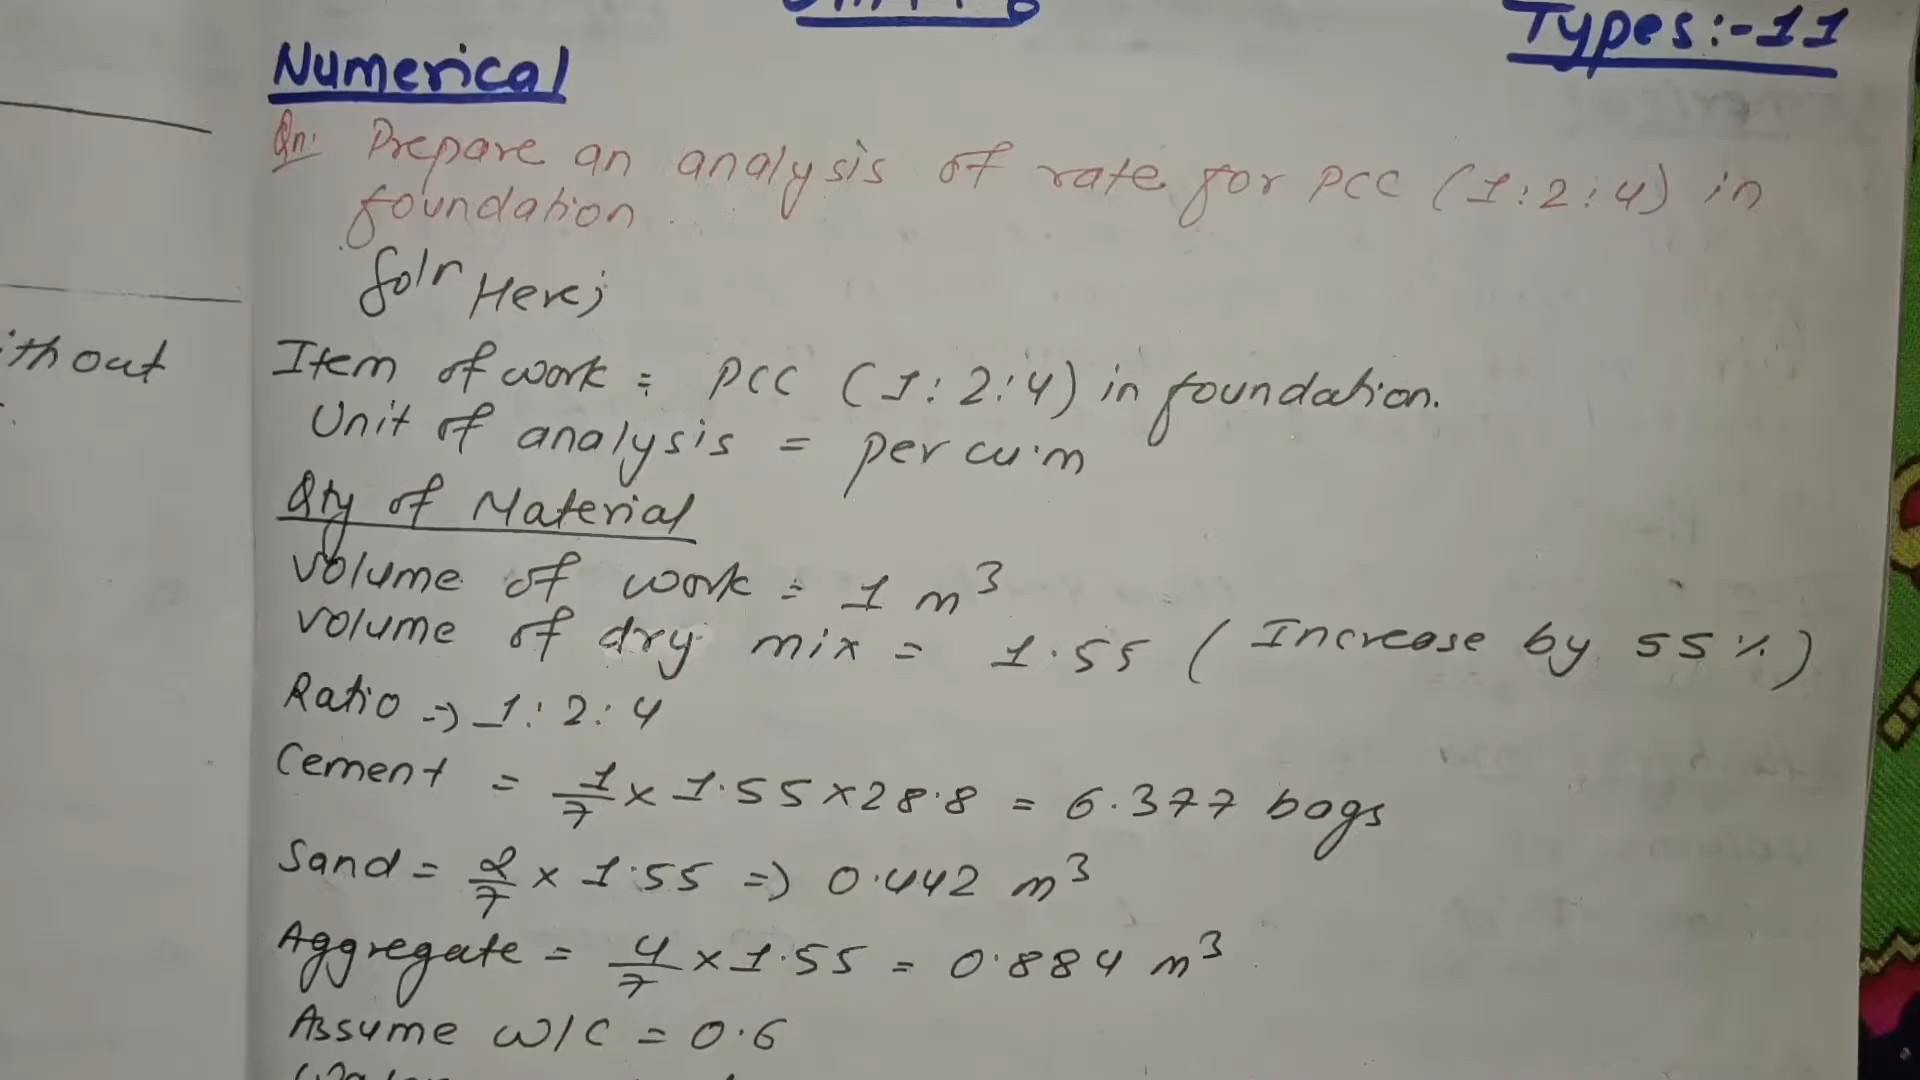 Types:-11
Numerical
Qn. Prepare an analysis of rate for PCC (1:2:4) in
foundation.
Soln Here;
ithout
Item of work = PCC (1:2:4) in foundation.
Unit of analysis = per cu.m
Qty of Material
Volume of work = 1 m³
Volume of dry mix = 1.55 (Increase by 55%)
Ratio => 1:2:4
Cement = 1/7 x 1.55 x 28.8 = 6.377 bags
Sand = 2/7 x 1.55 => 0.442 m³
Aggregate = 4/7 x 1.55 = 0.884 m³
Assume W/C = 0.6